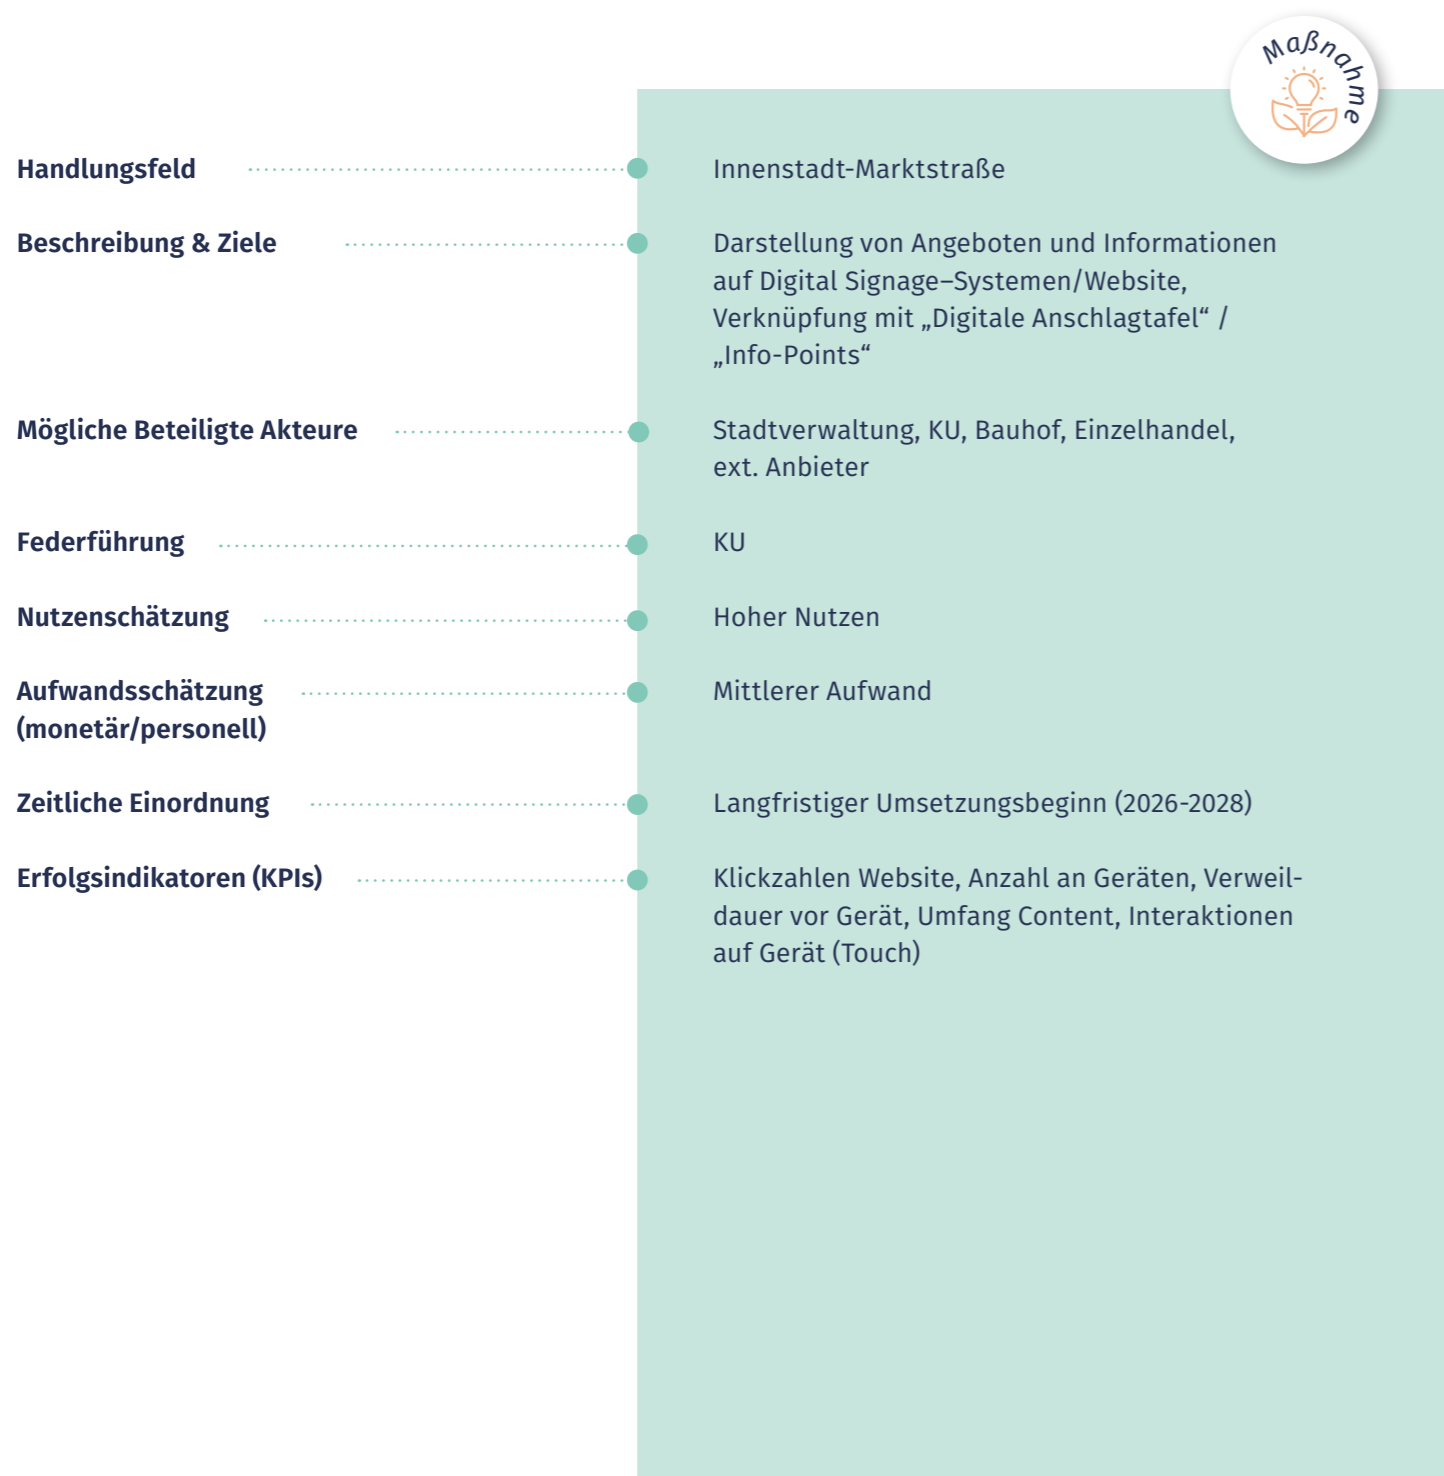 Maßnahme
Handlungsfeld
Innenstadt-Marktstraße
Beschreibung & Ziele
Darstellung von Angeboten und Informationen
auf Digital Signage–Systemen/Website,
Verknüpfung mit „Digitale Anschlagtafel“ /
„Info-Points“
Mögliche Beteiligte Akteure
Stadtverwaltung, KU, Bauhof, Einzelhandel,
ext. Anbieter
Federführung
KU
Nutzenschätzung
Hoher Nutzen
Aufwandsschätzung
(monetär/personell)
Mittlerer Aufwand
Zeitliche Einordnung
Langfristiger Umsetzungsbeginn (2026-2028)
Erfolgsindikatoren (KPIs)
Klickzahlen Website, Anzahl an Geräten, Verweil-
dauer vor Gerät, Umfang Content, Interaktionen
auf Gerät (Touch)